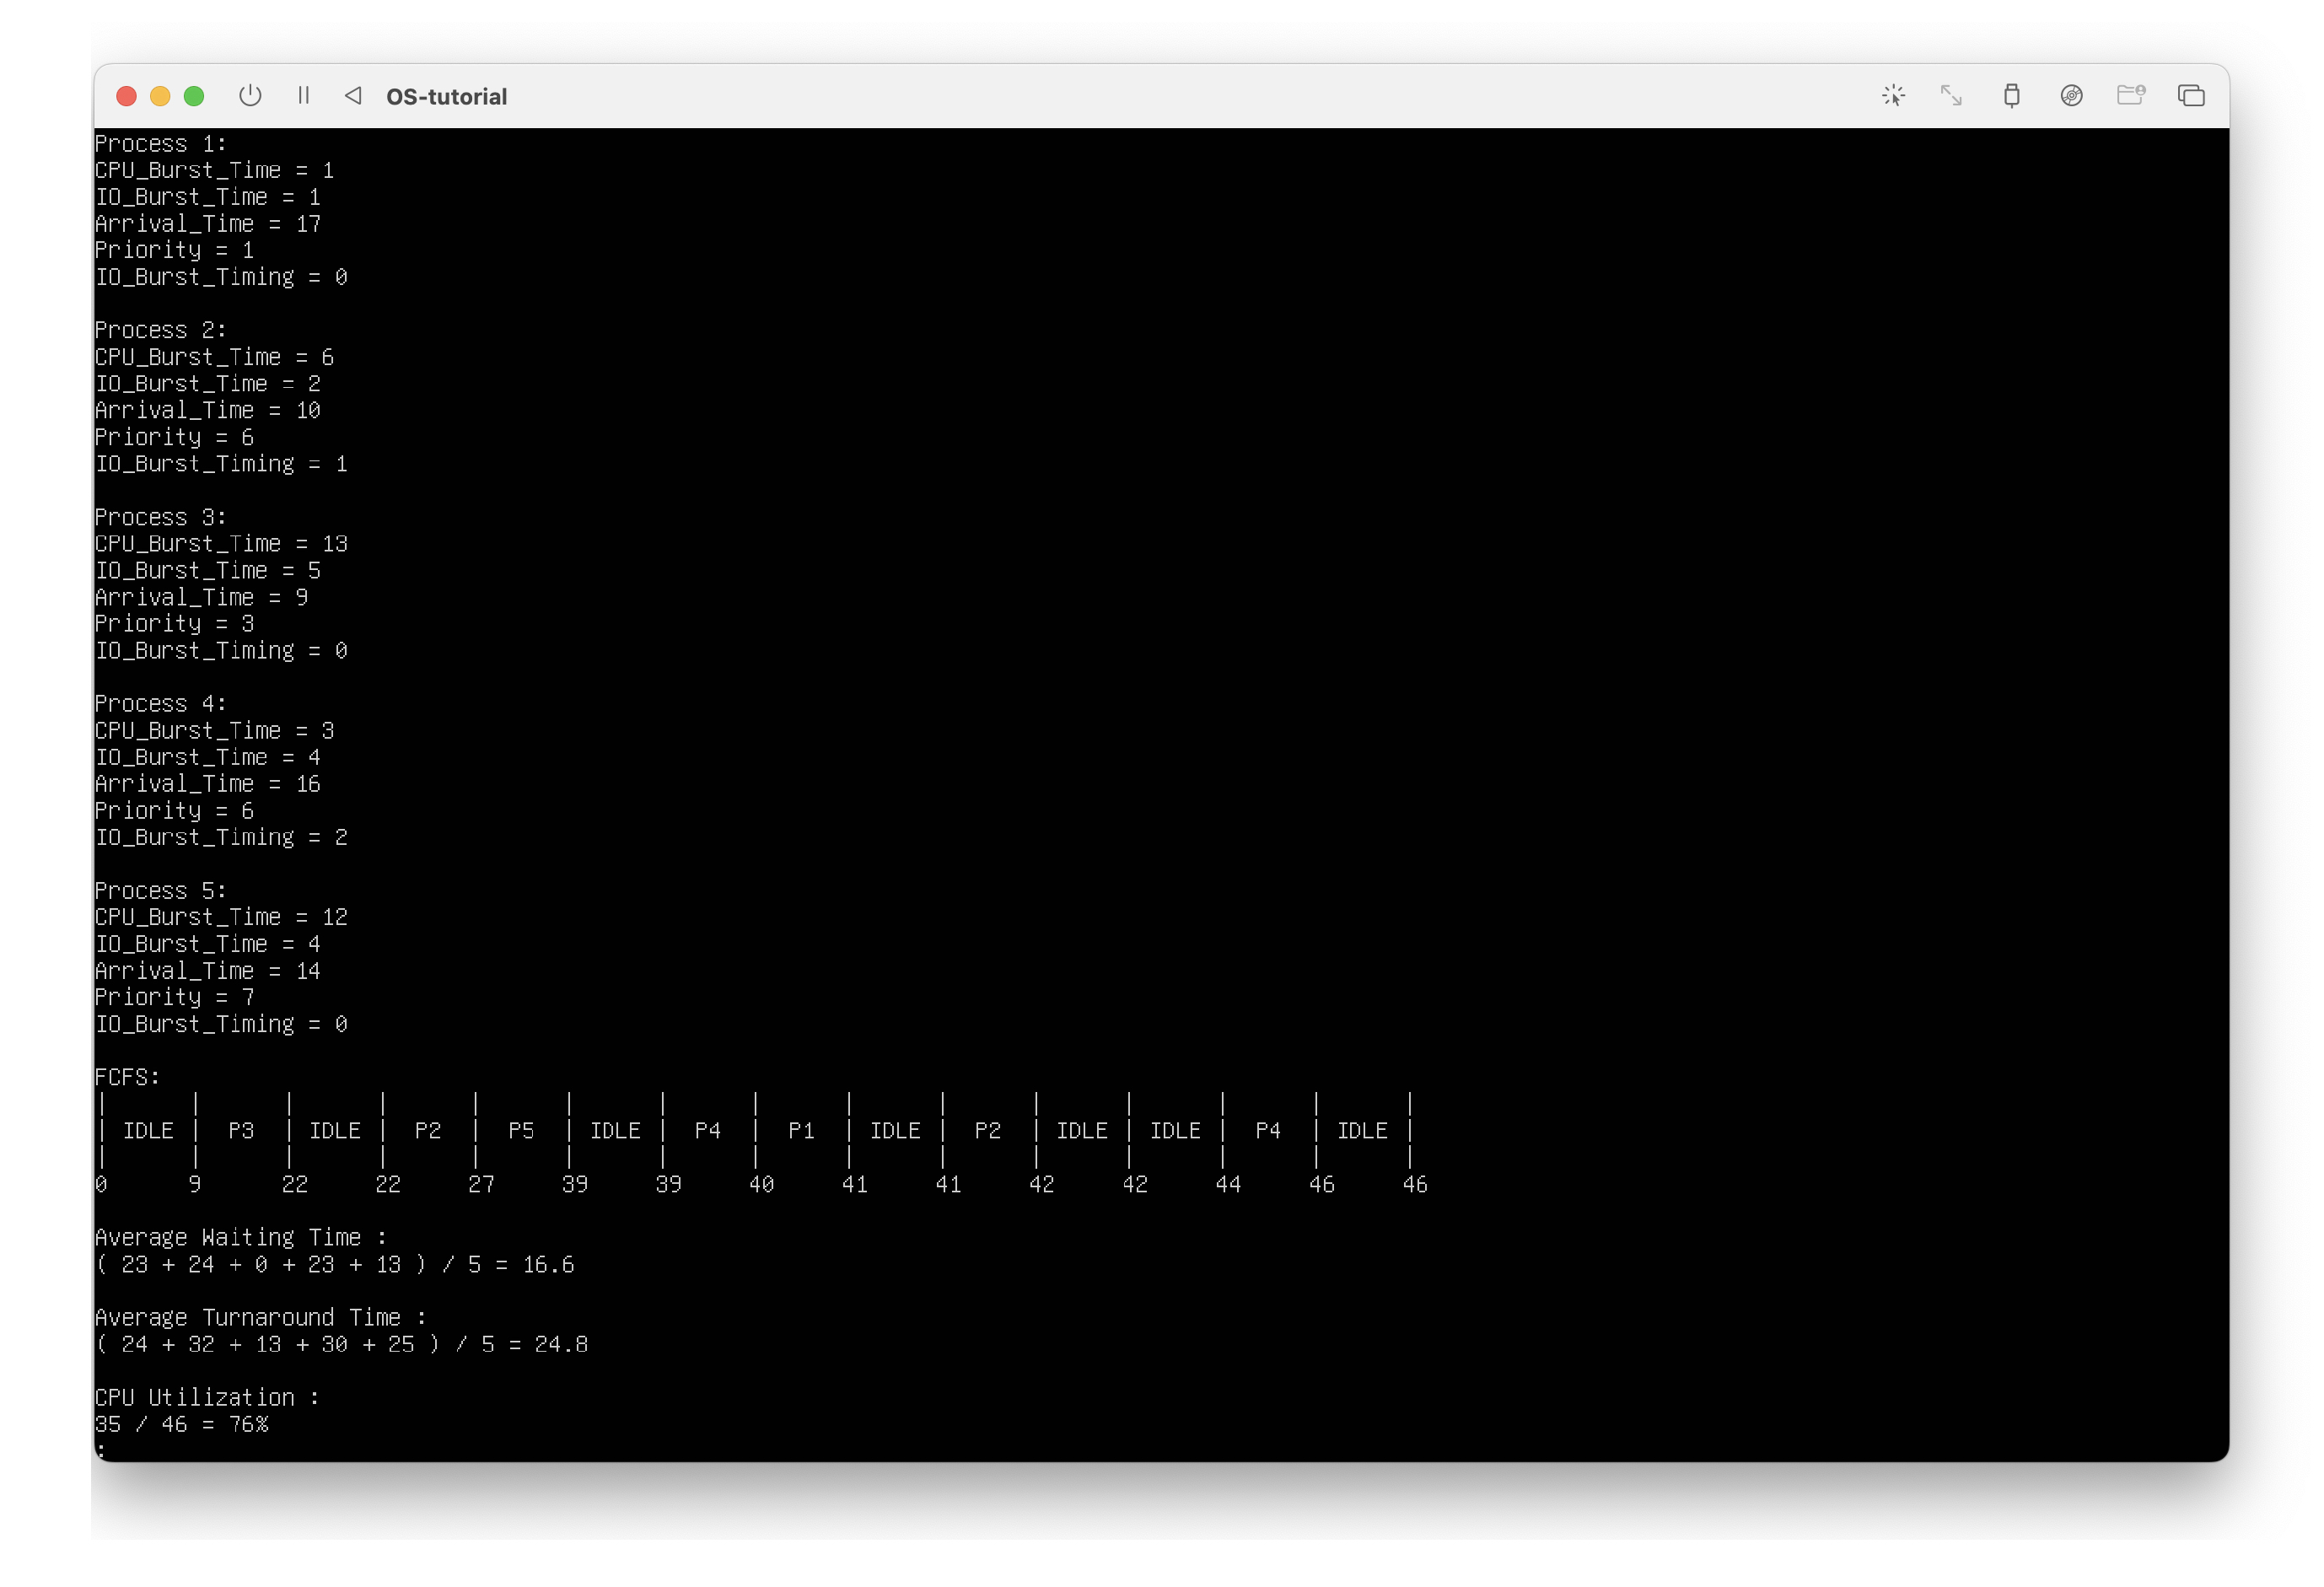 OS-tutorial
Process 1:
CPU_Burst_Time = 1
IO_Burst_Time = 1
Arrival_Time = 17
Priority = 1
IO_Burst_Timing = 0
Process 2:
CPU_Burst_Time = 6
IO_Burst_Time = 2
Arrival_Time = 10
Priority = 6
IO_Burst_Timing = 1
Process 3:
CPU_Burst_Time = 13
IO_Burst_Time = 5
Arrival_Time = 9
Priority = 3
IO_Burst_Timing = 0
Process 4:
CPU_Burst_Time = 3
IO_Burst_Time = 4
Arrival_Time = 16
Priority = 6
IO_Burst_Timing = 2
Process 5:
CPU_Burst_Time = 12
IO_Burst_Time = 4
Arrival_Time = 14
Priority = 7
IO_Burst_Timing = 0
FCFS:
| | | | | | | | | | | | | | |
| IDLE | P3 | IDLE | P2 | P5 | IDLE | P4 | P1 | IDLE | P2 | IDLE | IDLE | P4 | IDLE |
| | | | | | | | | | | | | | |
0 9 22 22 27 39 39 40 41 41 42 42 44 46 46
Average Waiting Time :
( 23 + 24 + 0 + 23 + 13 ) / 5 = 16.6
Average Turnaround Time :
( 24 + 32 + 13 + 30 + 25 ) / 5 = 24.8
CPU Utilization :
35 / 46 = 76%
: